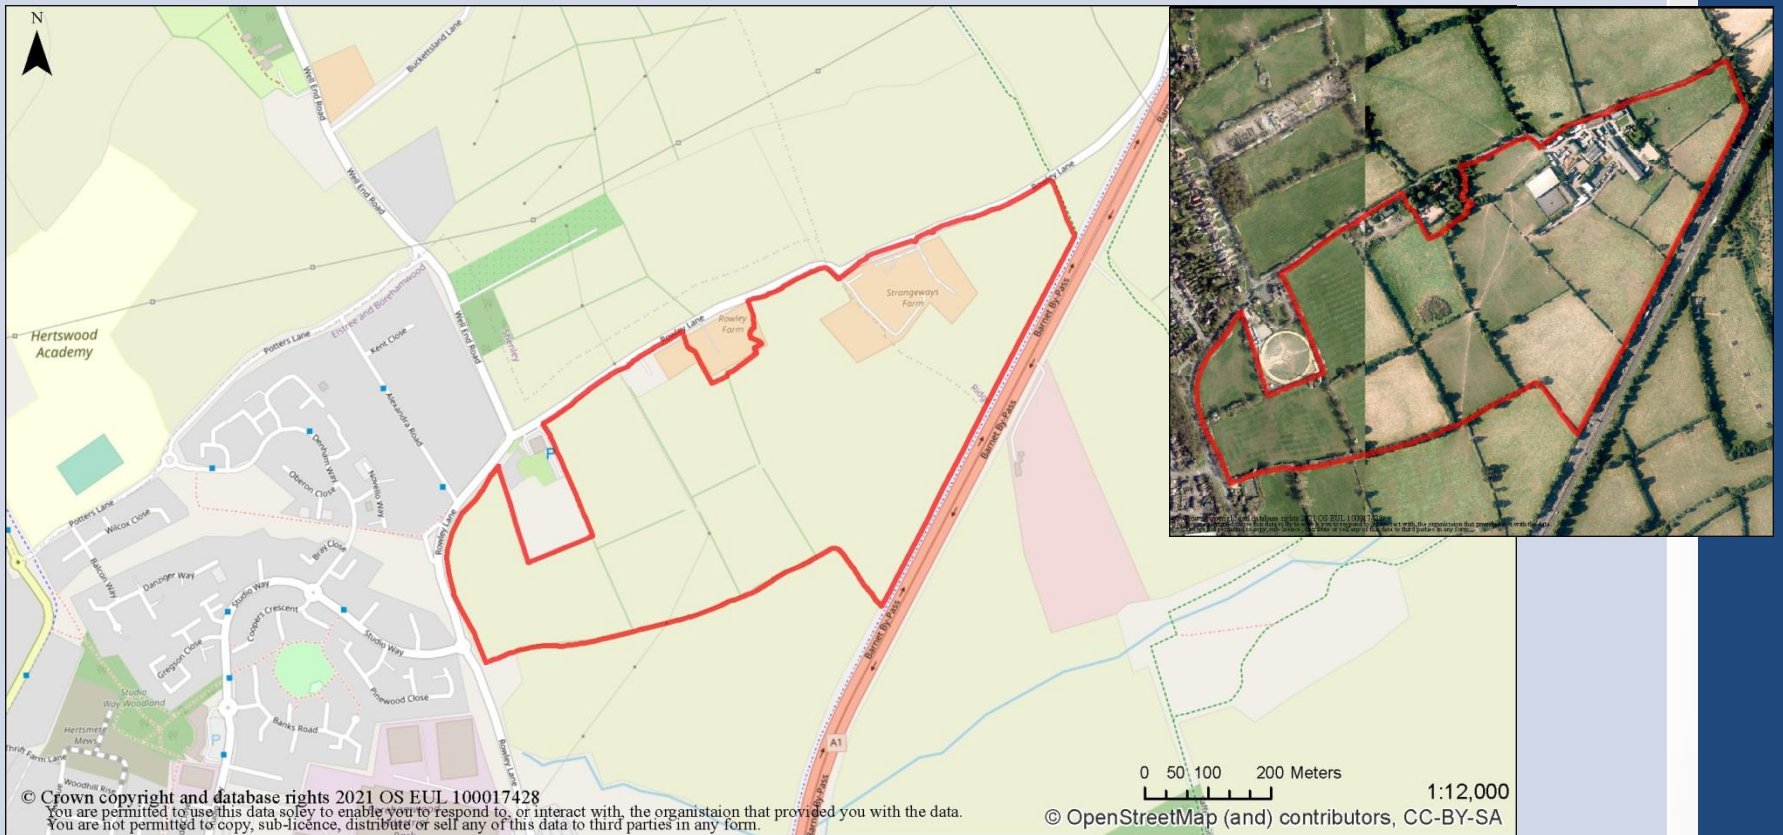 N
Buckettsland Lane
Well End Road
Well End Road
Well End Road
Rowley Lane
Barnet By-Pass
Barnet By-Pass
Barnet By-Pass
Barnet By-Pass
Strangeways
Farm
Rowley
Farm
Rowley Lane
Ridge
Shenley
Elstree and Borehamwood
Potters Lane
Kent Close
Hertswood
Academy
Alexandra Road
P
Denham Way
Oberon Close
Novello Way
Potters Lane
Wilcox Close
Rowley Lane
Bray Close
Balcon Way
Danziger Way
Studio Way
Coopers Crescent
Gregson Close
Studio Way
Pinewood Close
Studio
Way Woodland
Banks Road
Hertsmere
Mews
P
Thrift Farm Lane
Woodhill Rise
Rowley Lane
A1
0 50 100 200 Meters
1:12,000
© Crown copyright and database rights 2021 OS EUL 100017428
You are permitted to use this data soley to enable you to respond to, or interact with, the organistaion that provided you with the data.
You are not permitted to copy, sub-licence, distribute or sell any of this data to third parties in any form.
© OpenStreetMap (and) contributors, CC-BY-SA